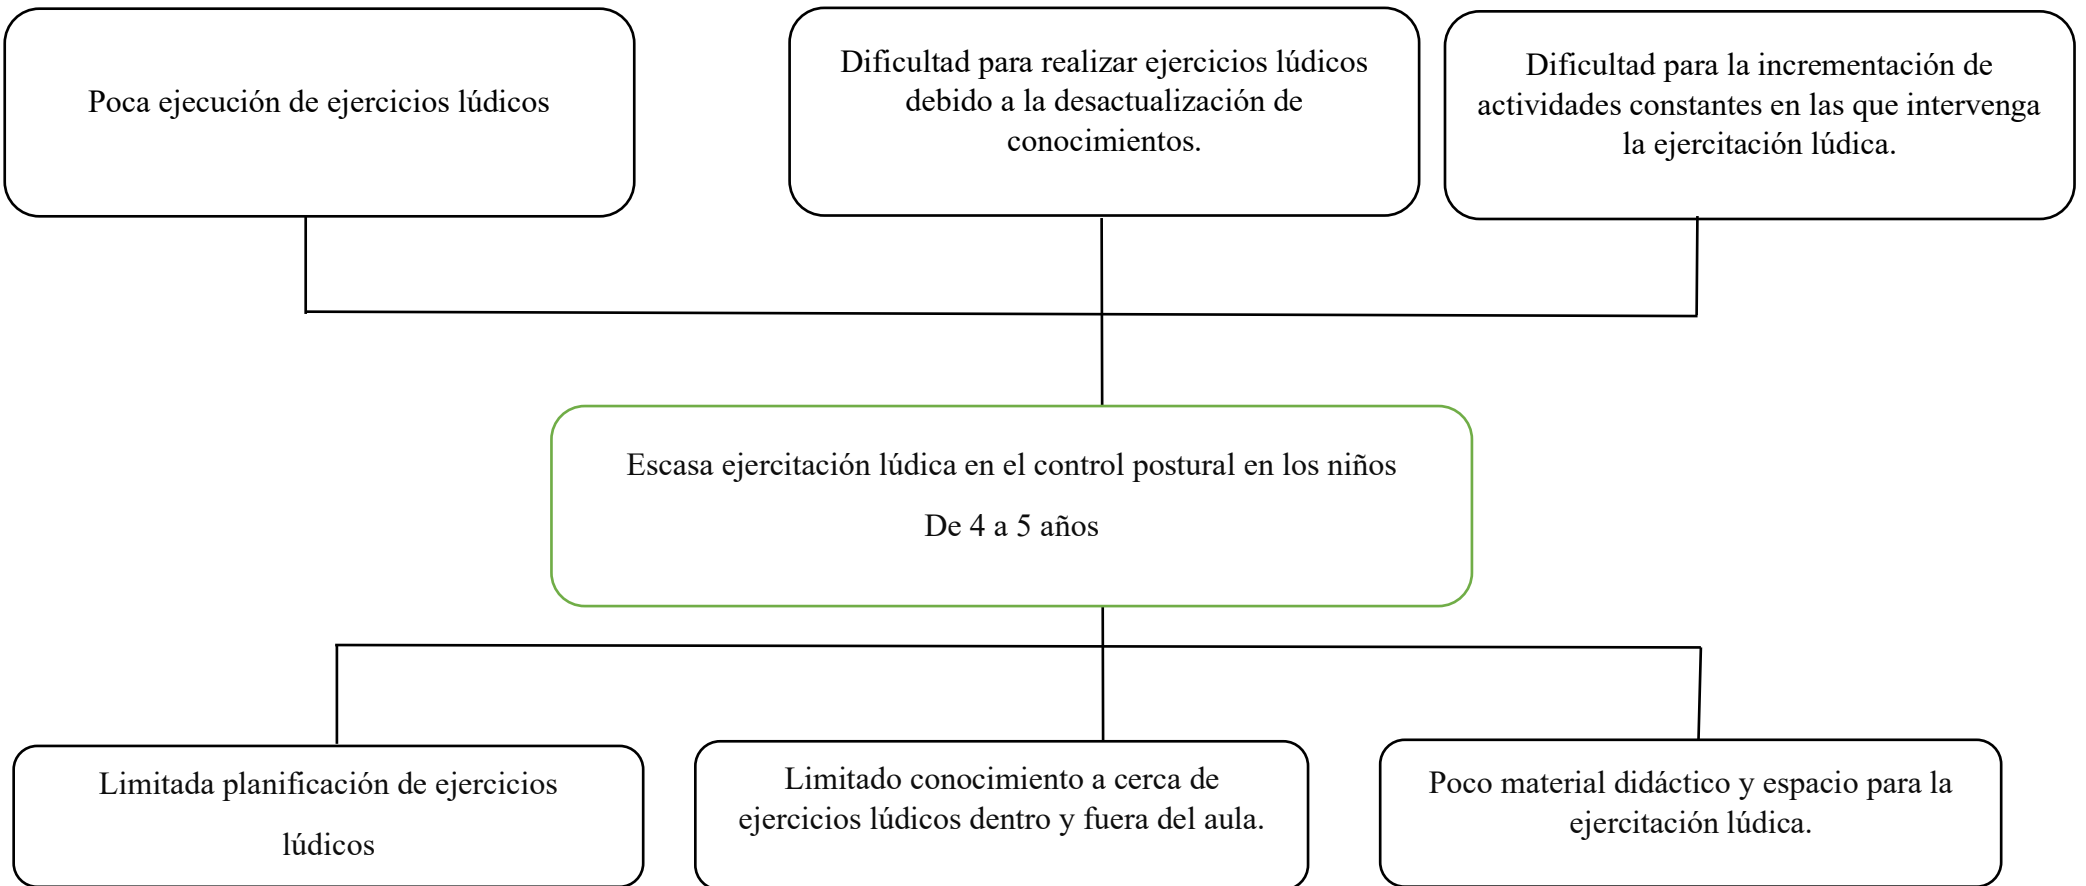 Poca ejecución de ejercicios lúdicos
Dificultad para realizar ejercicios lúdicos
debido a la desactualización de
conocimientos.
Dificultad para la incrementación de
actividades constantes en las que intervenga
la ejercitación lúdica.
Escasa ejercitación lúdica en el control postural en los niños
De 4 a 5 años
Limitada planificación de ejercicios
lúdicos
Limitado conocimiento a cerca de
ejercicios lúdicos dentro y fuera del aula.
Poco material didáctico y espacio para la
ejercitación lúdica.